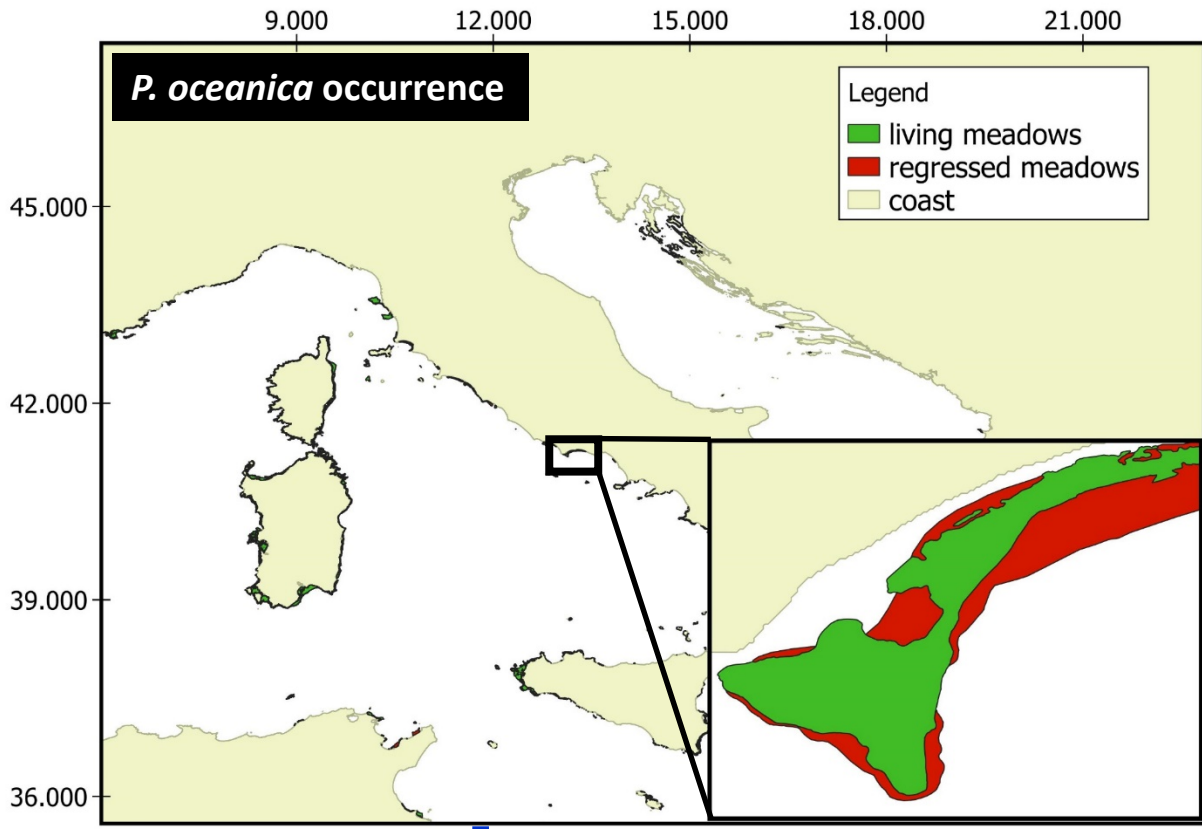 9.000 12.000 15.000 18.000 21.000
P. oceanica occurrence
Legend
living meadows
regressed meadows
coast
45.000
42.000
39.000
36.000